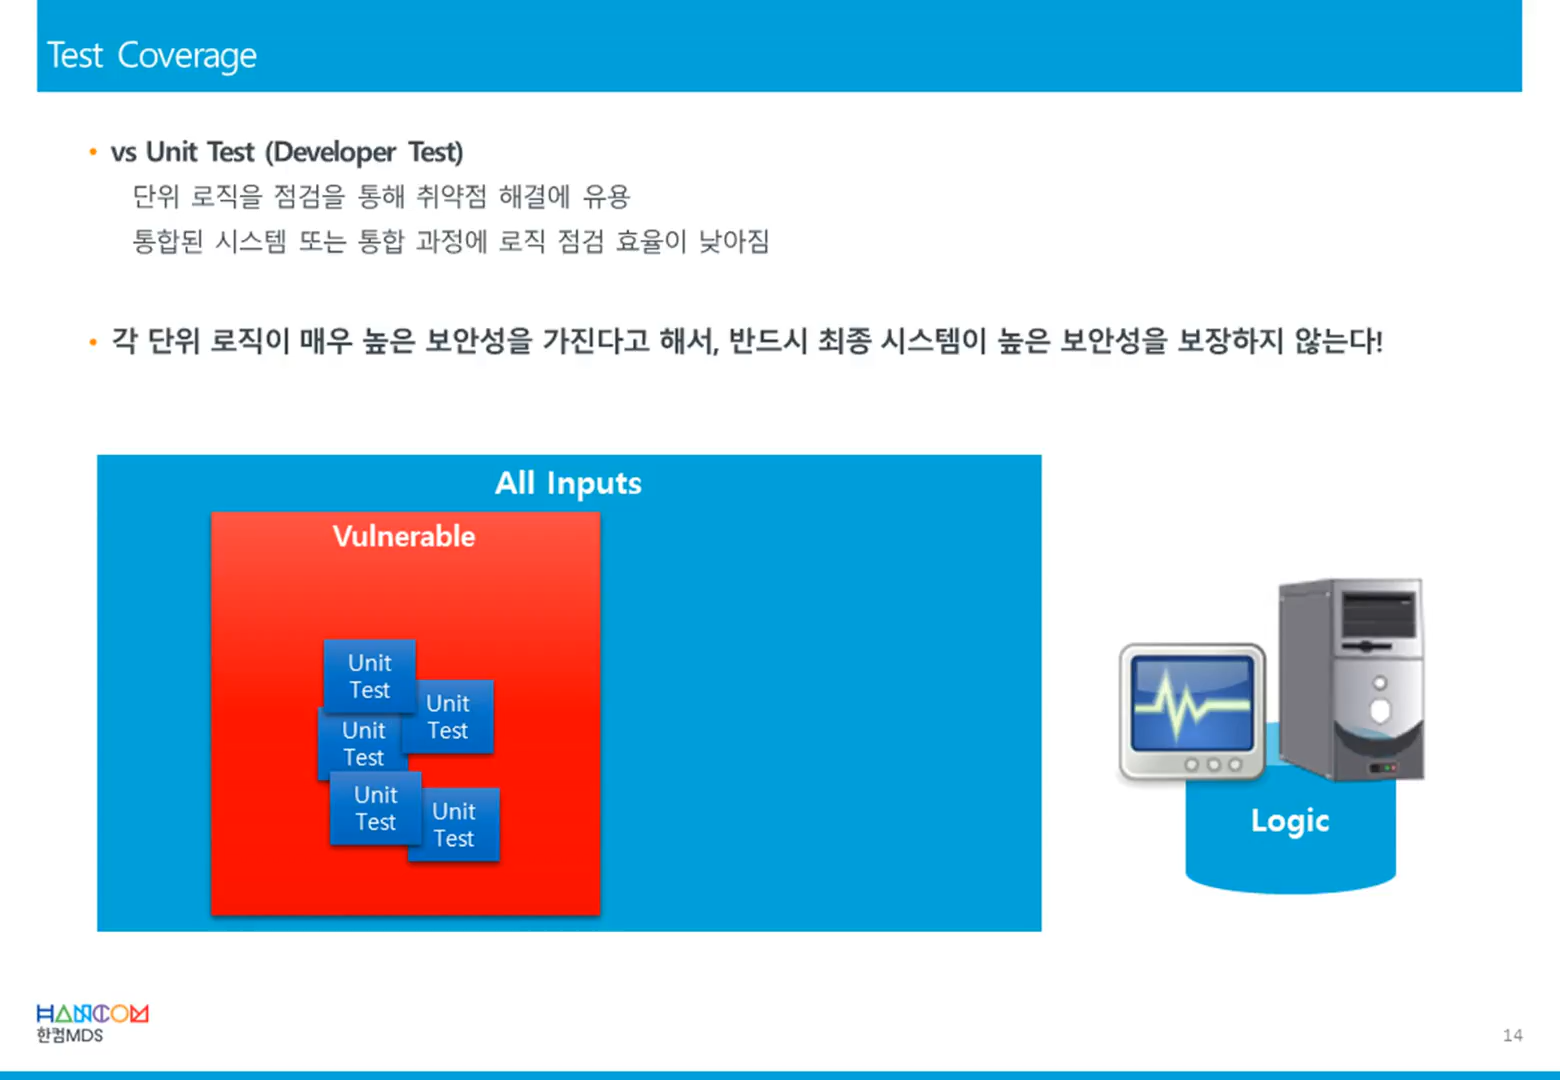 Test Coverage
• vs Unit Test (Developer Test)
단위 로직을 점검을 통해 취약점 해결에 유용
통합된 시스템 또는 통합 과정에 로직 점검 효율이 낮아짐
• 각 단위 로직이 매우 높은 보안성을 가진다고 해서, 반드시 최종 시스템이 높은 보안성을 보장하지 않는다!
All Inputs
Vulnerable
Unit
Test
Unit
Test
Unit
Test
Unit
Test
Unit
Test
Logic
HANCOM
한컴MDS
14